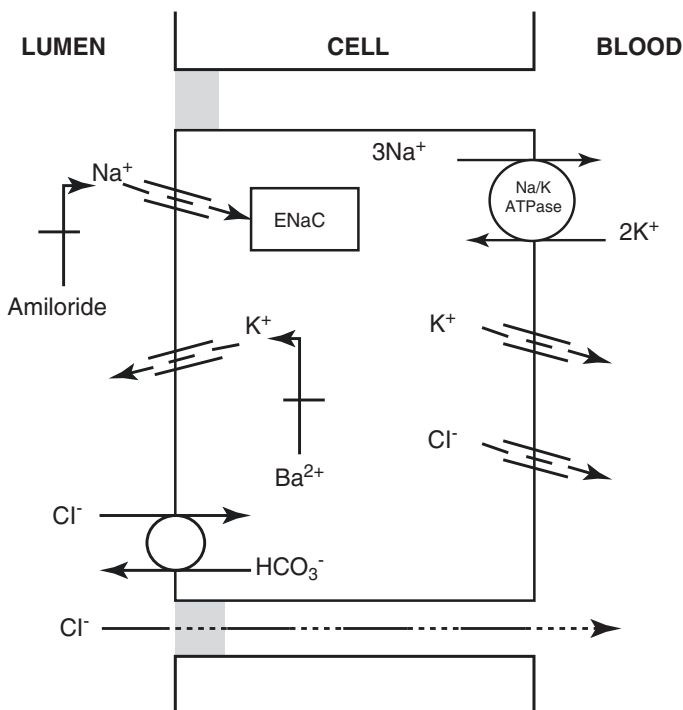 LUMEN CELL BLOOD
3Na⁺
Na⁺
Na/K
ATPase
ENaC
2K⁺
Amiloride
K⁺ K⁺
Cl⁻
Ba²⁺
Cl⁻
HCO₃⁻
Cl⁻